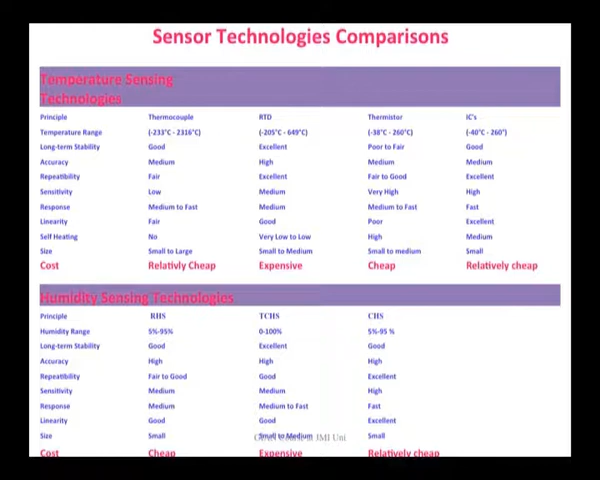 Sensor Technologies Comparisons
Temperature Sensing
Technologies
Principle Thermocouple RTD Thermistor IC's
Temperature Range (-233°C - 2316°C) (-205°C - 649°C) (-38°C - 260°C) (-40°C - 260°)
Long-term Stability Good Excellent Poor to Fair Good
Accuracy Medium High Medium Medium
Repeatibility Fair Excellent Fair to Good Excellent
Sensitivity Low Medium Very High High
Response Medium to Fast Medium Medium to Fast Fast
Linearity Fair Good Poor Excellent
Self Heating No Very Low to Low High Medium
Size Small to Large Small to Medium Small to medium Small
Cost Relativly Cheap Expensive Cheap Relatively cheap
Humidity Sensing Technologies
Principle RHS TCHS CHS
Humidity Range 5%-95% 0-100% 5%-95 %
Long-term Stability Good Excellent Good
Accuracy High High High
Repeatibility Fair to Good Good Excellent
Sensitivity Medium Medium High
Response Medium Medium to Fast Fast
Linearity Good Good Excellent
Size Small Small to Medium Small
JMI Uni
Cost Cheap Expensive Relatively cheap